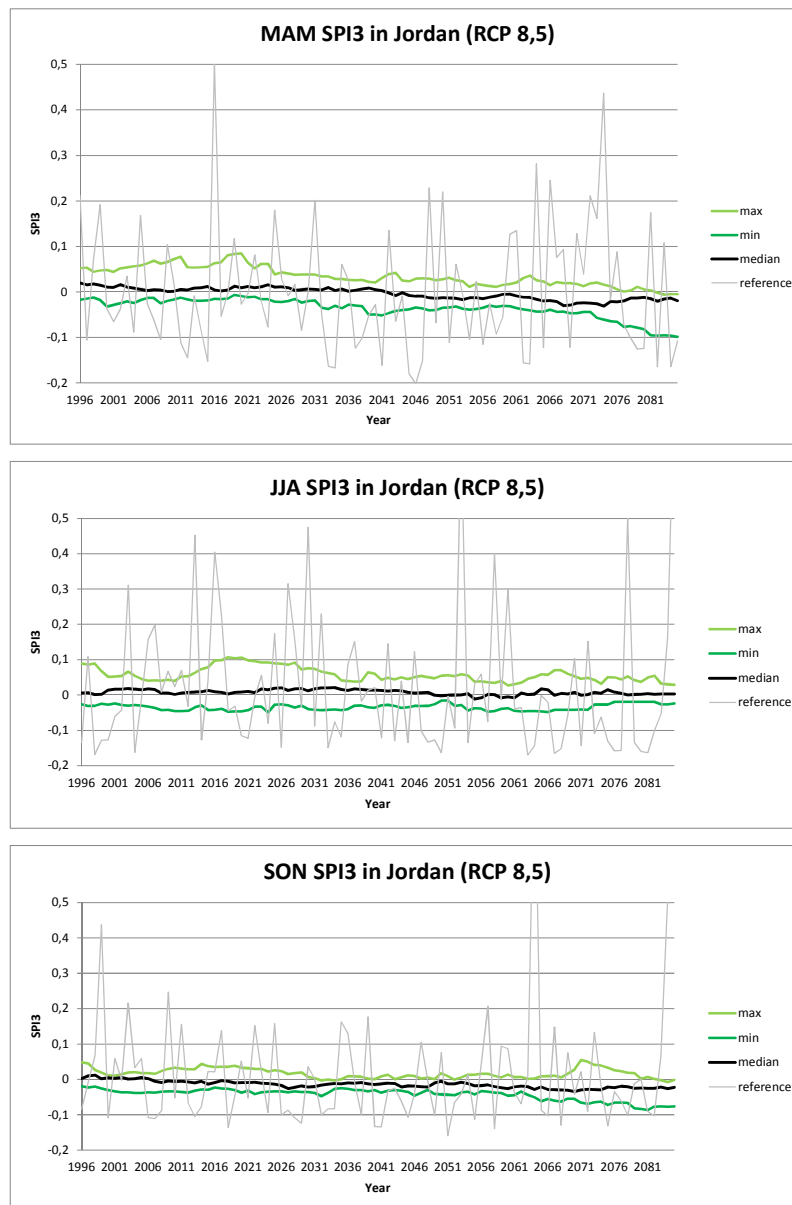 MAM SPI3 in Jordan (RCP 8,5)
0,5
0,4
0,3
0,2
0,1
0
-0,1
-0,2
SPI3
1996 2001 2006 2011 2016 2021 2026 2031 2036 2041 2046 2051 2056 2061 2066 2071 2076 2081
Year
max
min
median
reference
JJA SPI3 in Jordan (RCP 8,5)
0,5
0,4
0,3
0,2
0,1
0
-0,1
-0,2
SPI3
1996 2001 2006 2011 2016 2021 2026 2031 2036 2041 2046 2051 2056 2061 2066 2071 2076 2081
Year
max
min
median
reference
SON SPI3 in Jordan (RCP 8,5)
0,5
0,4
0,3
0,2
0,1
0
-0,1
-0,2
SPI3
1996 2001 2006 2011 2016 2021 2026 2031 2036 2041 2046 2051 2056 2061 2066 2071 2076 2081
Year
max
min
median
reference